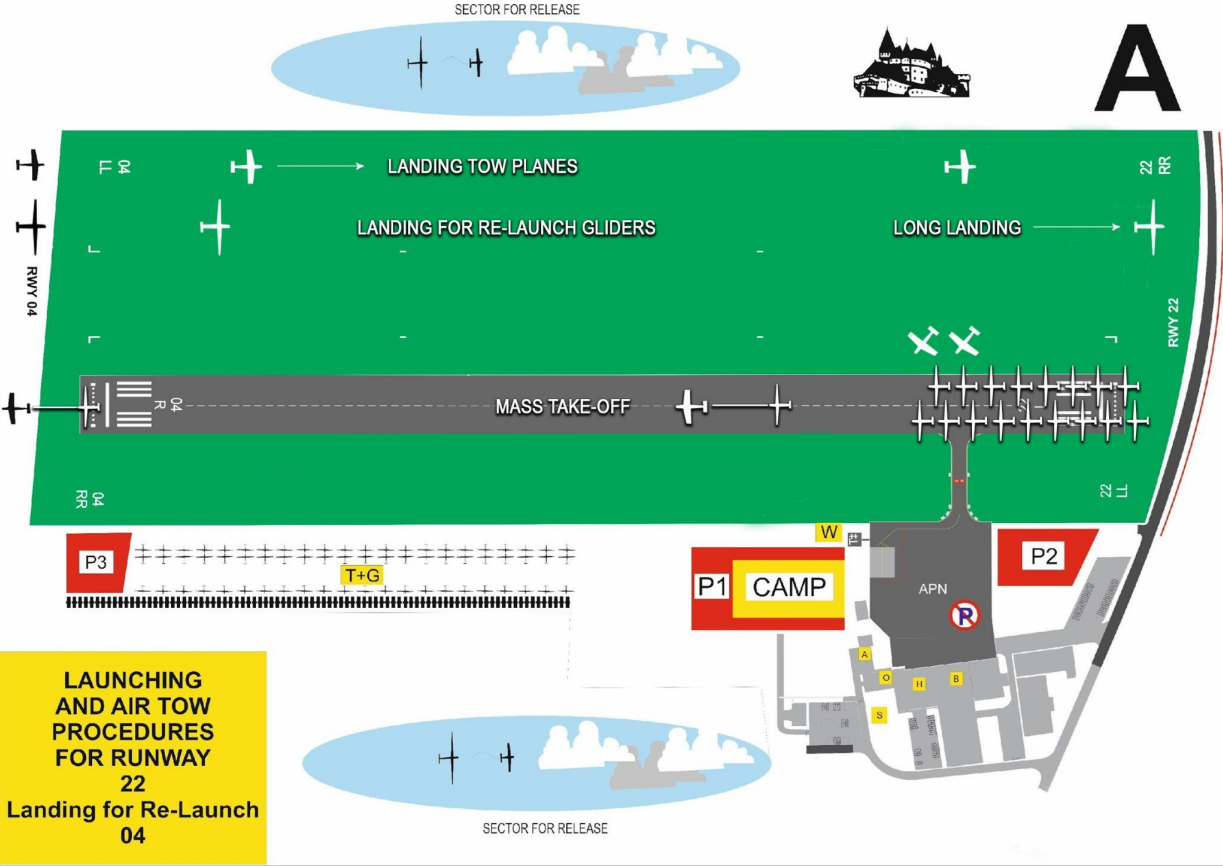 SECTOR FOR RELEASE
A
04
LL
LANDING TOW PLANES
22
RR
LANDING FOR RE-LAUNCH GLIDERS
LONG LANDING
RWY 04
RWY 22
04
R
MASS TAKE-OFF
04
RR
22
LL
P3
T+G
W
P1
CAMP
P2
APN
P
A
O
H
B
S
LAUNCHING
AND AIR TOW
PROCEDURES
FOR RUNWAY
22
Landing for Re-Launch
04
SECTOR FOR RELEASE